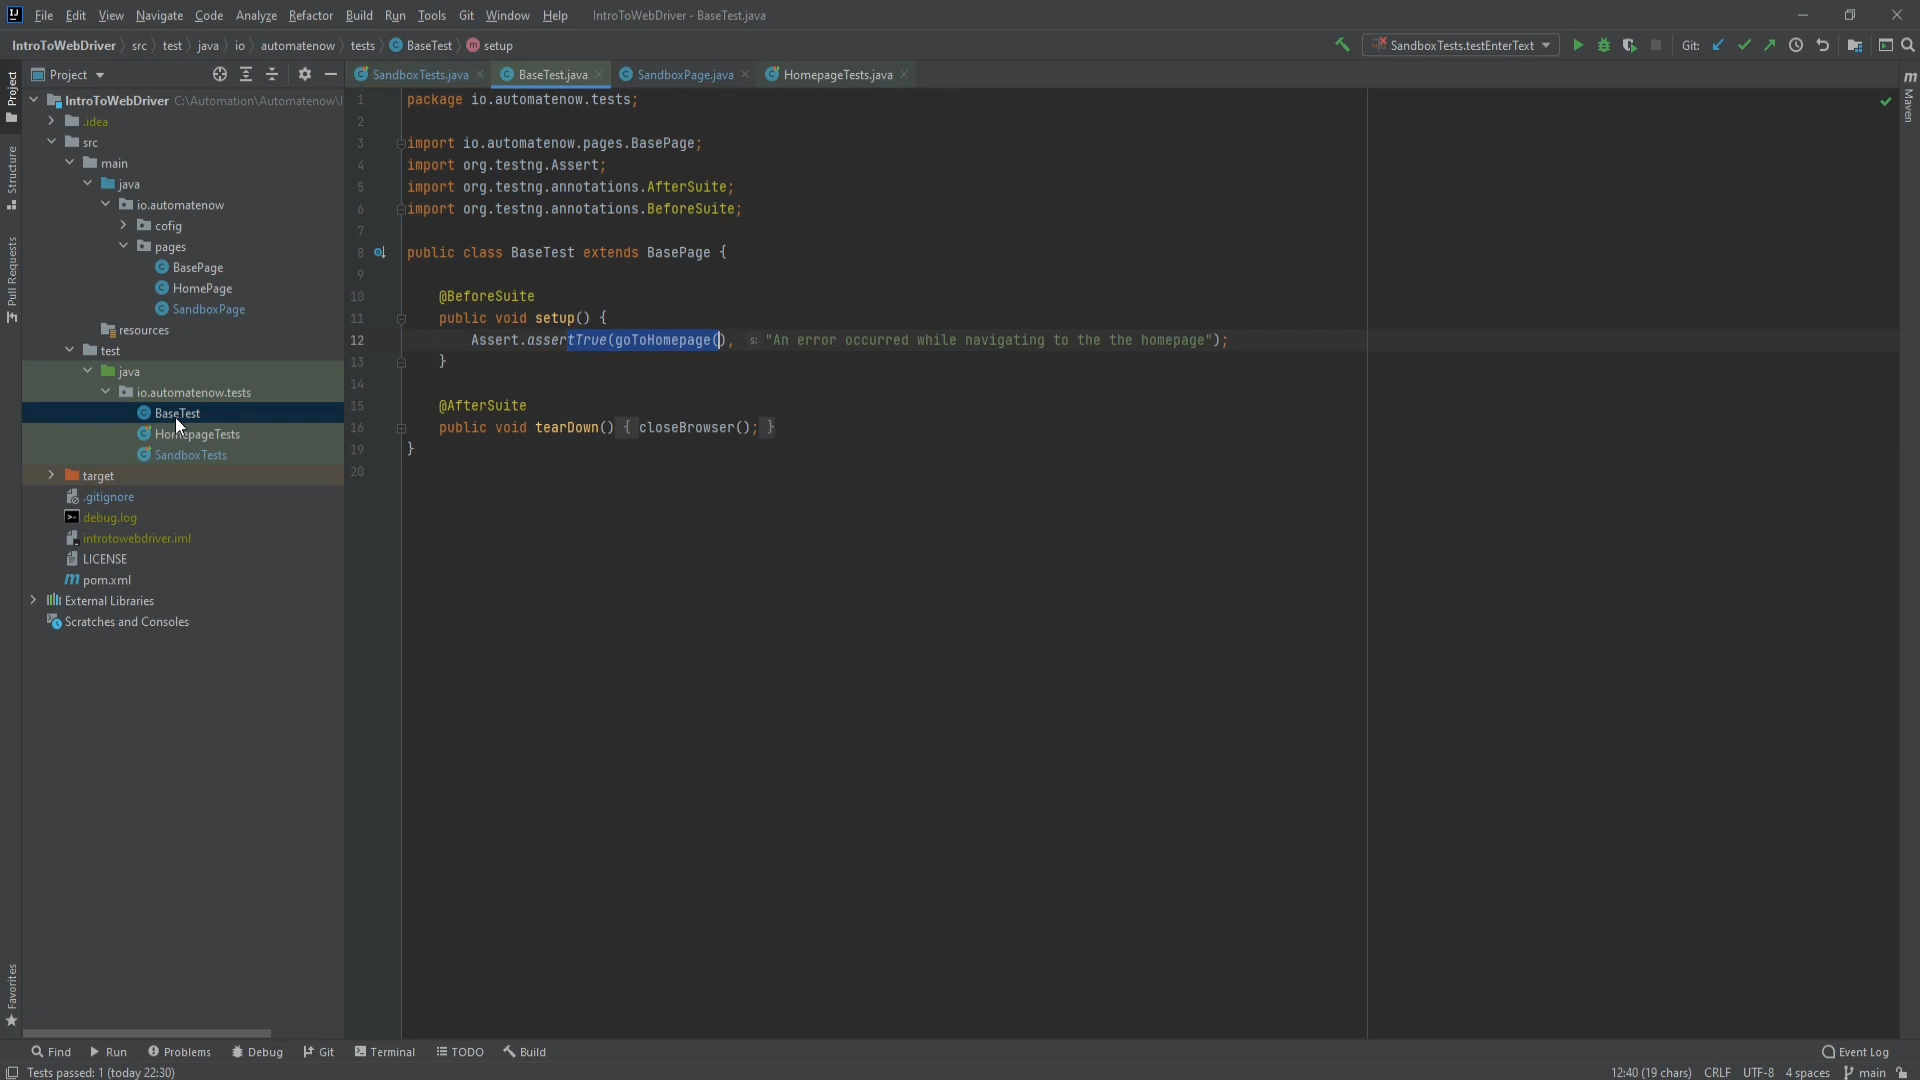 IJ File Edit View Navigate Code Analyze Refactor Build Run Tools Git Window Help IntroToWebDriver - BaseTest.java
IntroToWebDriver src test java io automatenow tests BaseTest setup SandboxTests.testEnterText Git:
Project SandboxTests.java BaseTest.java SandboxPage.java HomepageTests.java
IntroToWebDriver C:\Automation\Automatenow\I
.idea
src
main
java
io.automatenow
cofig
pages
BasePage
HomePage
SandboxPage
resources
test
java
io.automatenow.tests
BaseTest
HomepageTests
SandboxTests
target
.gitignore
debug.log
introtowebdriver.iml
LICENSE
pom.xml
External Libraries
Scratches and Consoles
Project
Structure
Pull Requests
Favorites
1 package io.automatenow.tests;
2
3 import io.automatenow.pages.BasePage;
4 import org.testng.Assert;
5 import org.testng.annotations.AfterSuite;
6 import org.testng.annotations.BeforeSuite;
7
8 public class BaseTest extends BasePage {
9
10 @BeforeSuite
11 public void setup() {
12 Assert.assertTrue(goToHomepage(), s: "An error occurred while navigating to the the homepage");
13 }
14
15 @AfterSuite
16 public void tearDown() { closeBrowser(); }
19 }
20
Maven
Find Run Problems Debug Git Terminal TODO Build Event Log
Tests passed: 1 (today 22:30) 12:40 (19 chars) CRLF UTF-8 4 spaces main